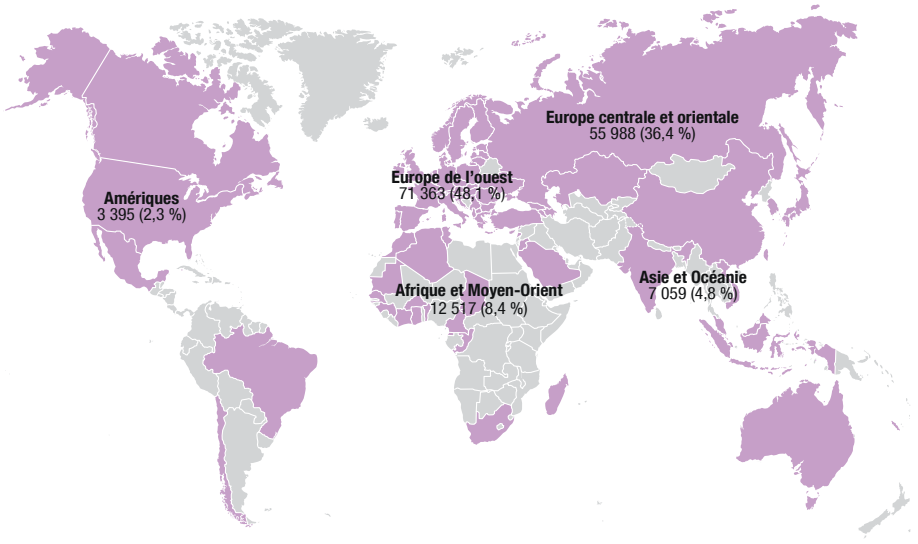 Europe centrale et orientale
55 988 (36,4 %)
Europe de l’ouest
71 363 (48,1 %)
Amériques
3 395 (2,3 %)
Afrique et Moyen-Orient
12 517 (8,4 %)
Asie et Océanie
7 059 (4,8 %)